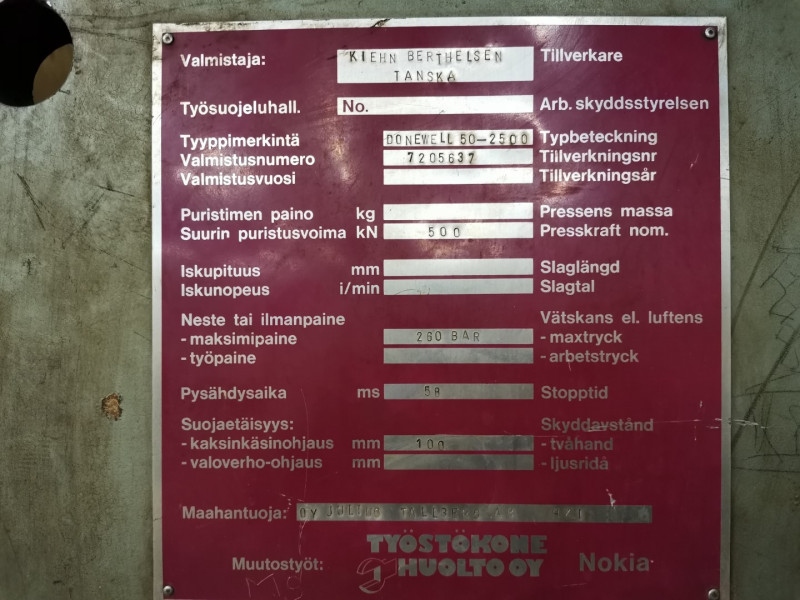 Valmistaja: KIEHN BERTHELSEN Tillverkare
TANSKA
Työsuojeluhall. No. Arb. skyddsstyrelsen
Tyyppimerkintä DONEWELL 50-2500 Typbeteckning
Valmistusnumero 7205637 Tillverkningsnr
Valmistusvuosi Tillverkningsår
Puristimen paino kg Pressens massa
Suurin puristusvoima kN 500 Presskraft nom.
Iskupituus mm Slaglängd
Iskunopeus i/min Slagtal
Neste tai ilmanpaine Vätskans el. luftens
- maksimipaine 260 BAR - maxtryck
- työpaine - arbetstryck
Pysähdysaika ms 58 Stopptid
Suojaetäisyys: Skyddavstånd
- kaksinkäsinohjaus mm 100 - tvåhand
- valoverho-ohjaus mm - ljusridå
Maahantuoja: OY JULIUS
Muutostyöt: TYÖSTÖKONE
HUOLTO OY Nokia